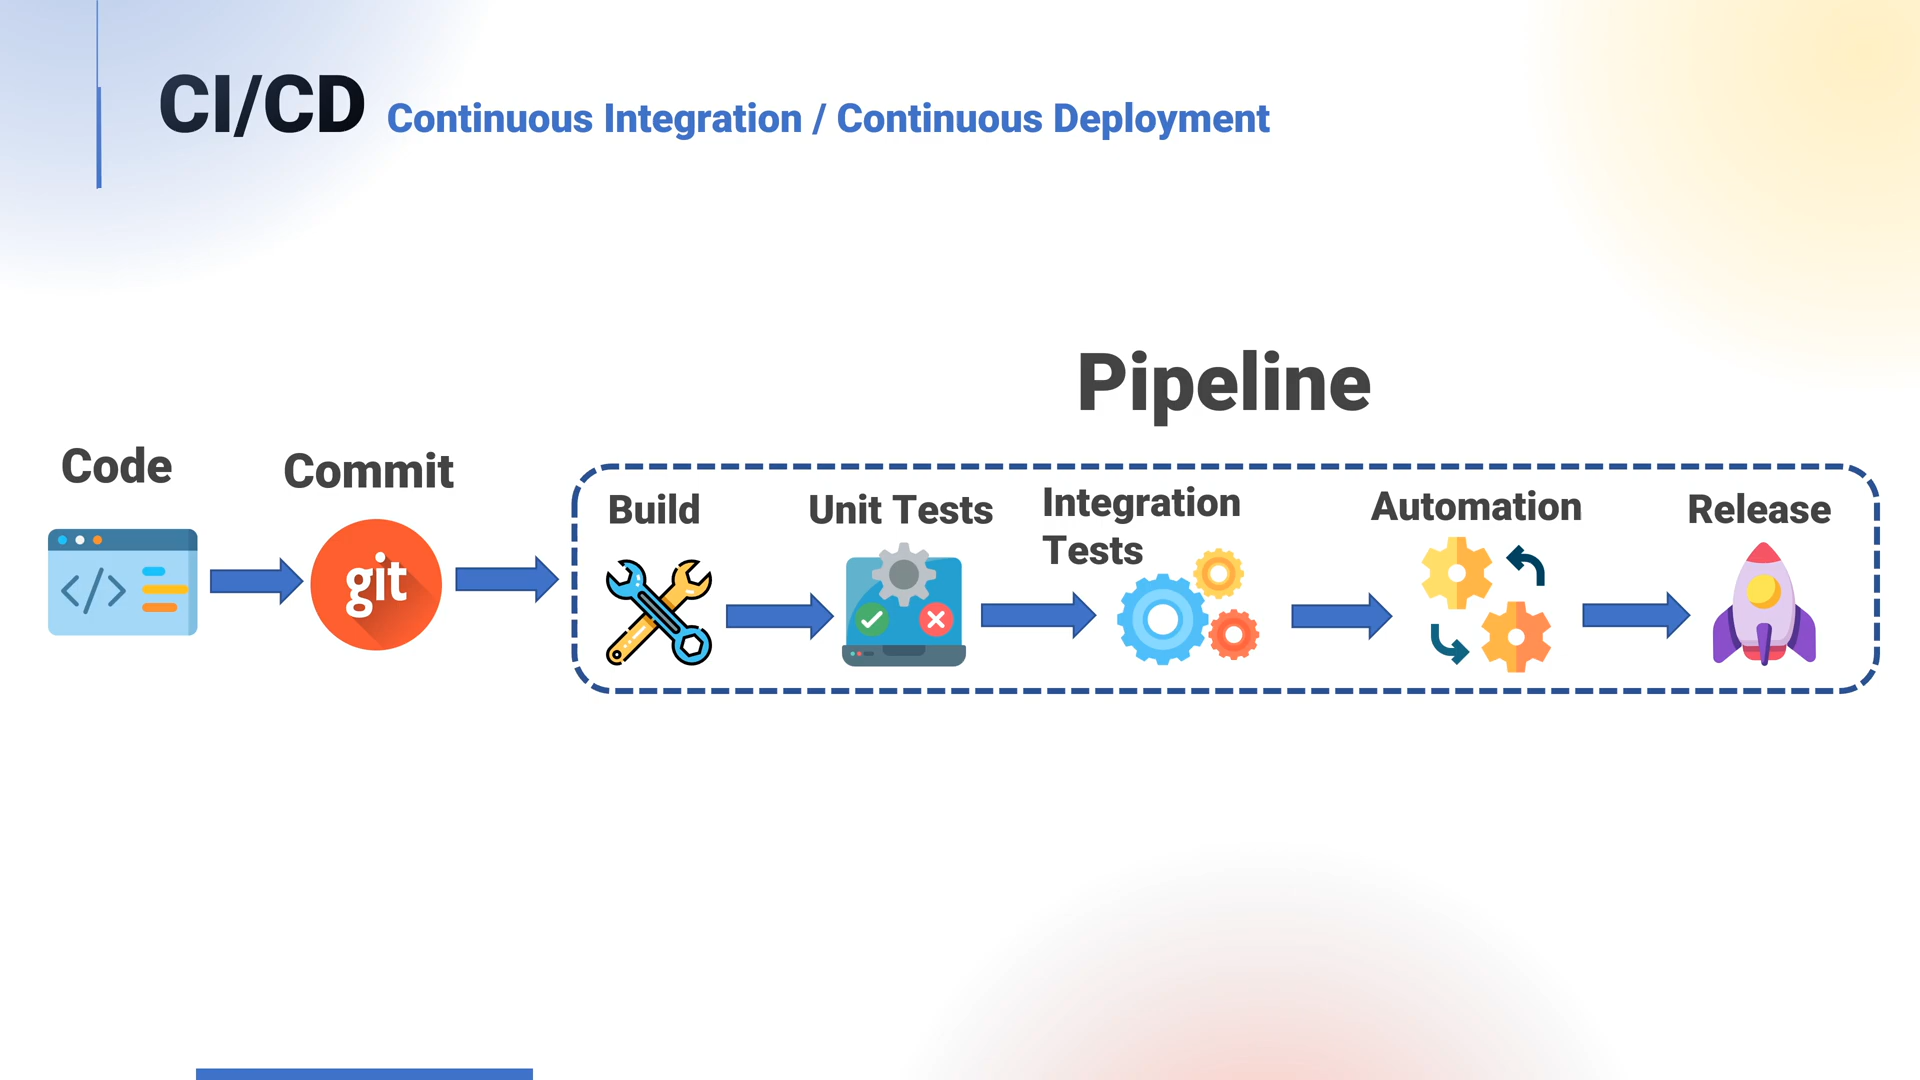 CI/CD Continuous Integration / Continuous Deployment
Pipeline
Code
Commit
Build
Unit Tests
Integration
Tests
Automation
Release
</>
git